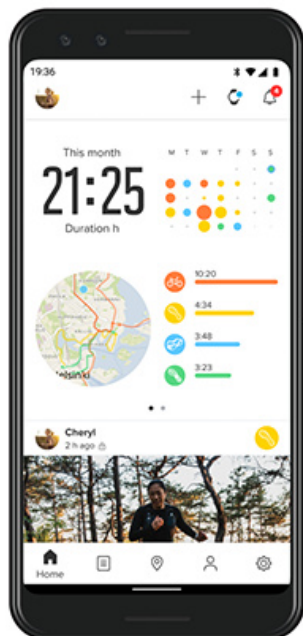 19:36
4
This month
21:25
Duration h
M T W T F S S
10:20
4:34
3:48
3:23
Helsinki
Cheryl
2 h ago
Home